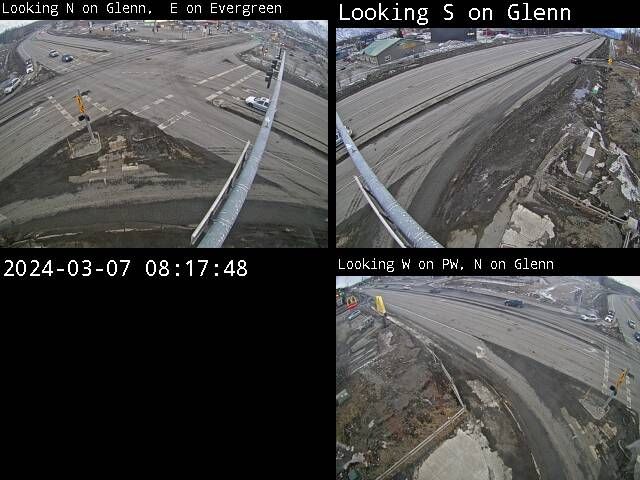 Looking N on Glenn,  E on Evergreen
Looking S on Glenn
2024-03-07 08:17:48
Looking W on PW, N on Glenn